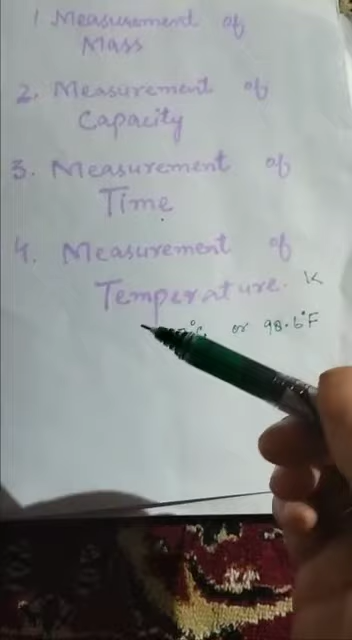 1 Measurement of
Mass
2. Measurement of
Capacity
3. Measurement of
Time
4. Measurement of
Temperature. K
°C. or 98.6°F